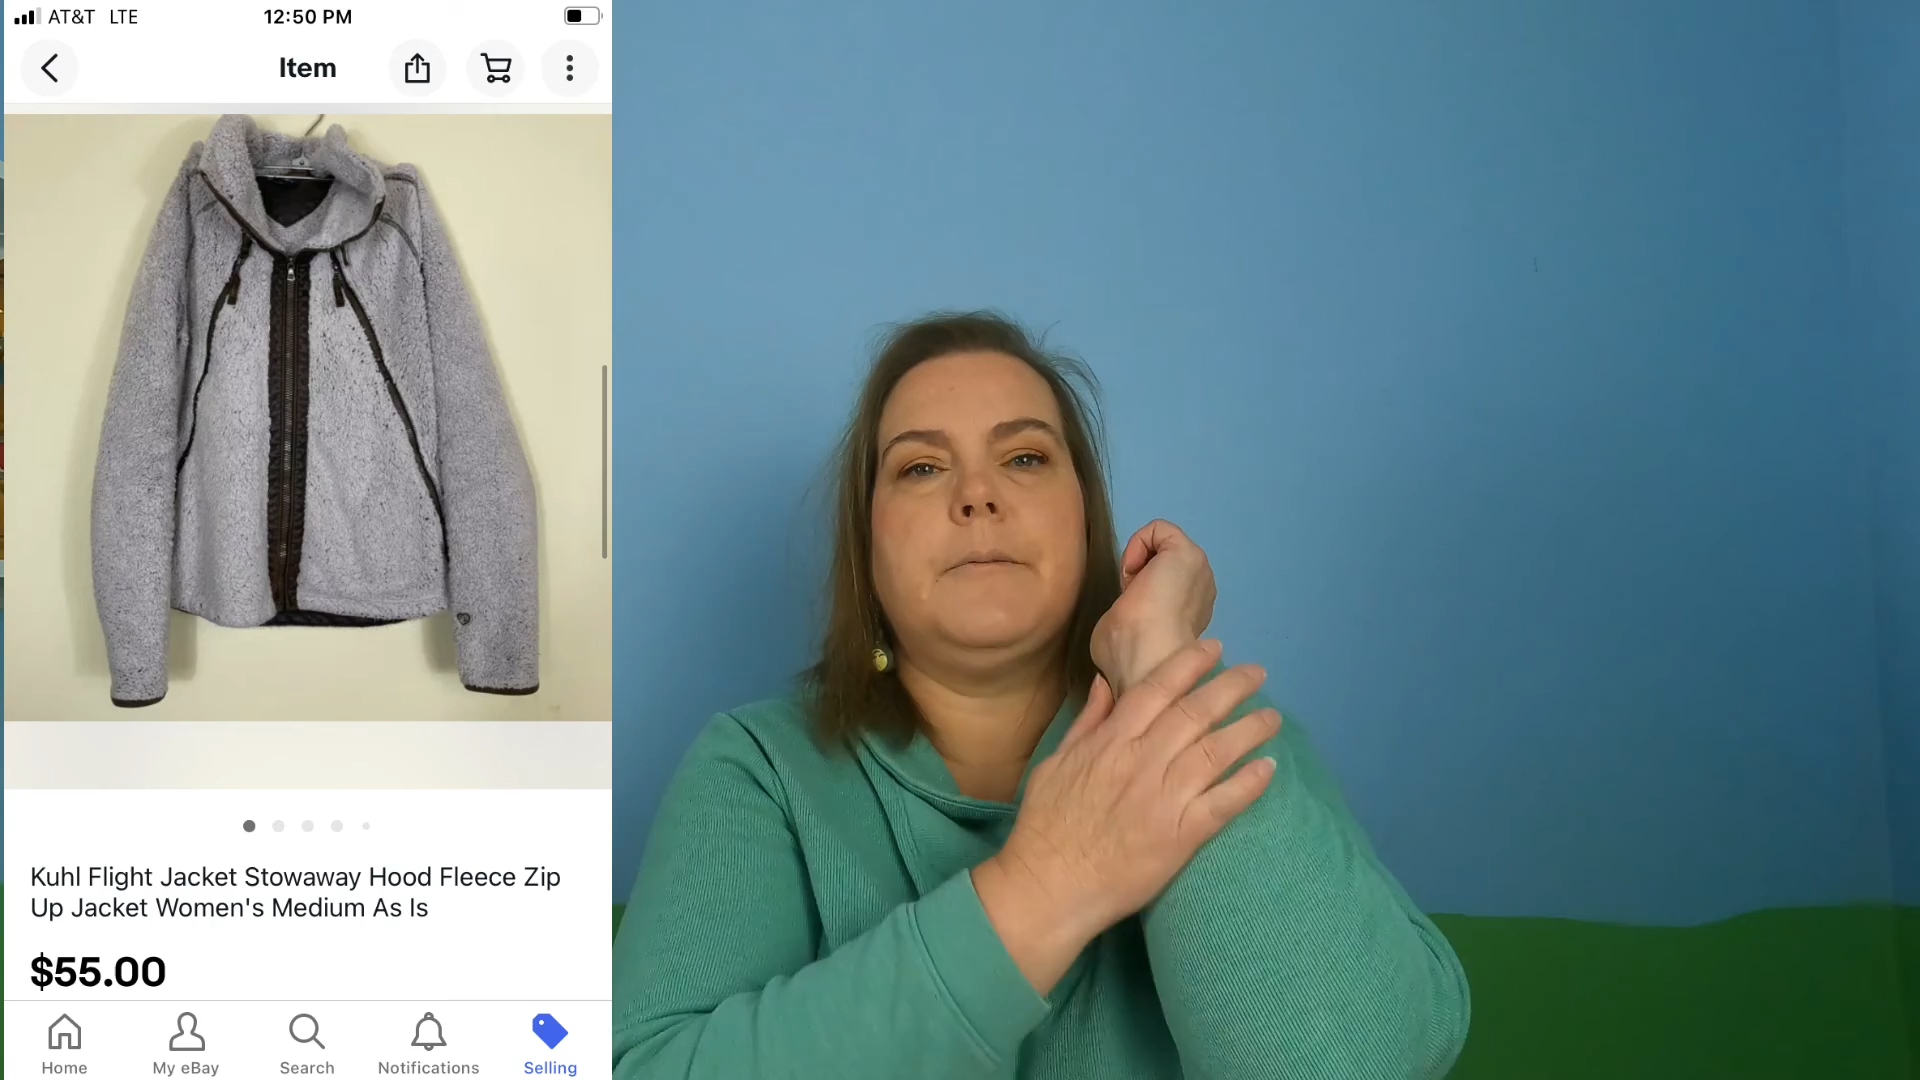 AT&T LTE 12:50 PM
Item
Kuhl Flight Jacket Stowaway Hood Fleece Zip
Up Jacket Women's Medium As Is
$55.00
Home My eBay Search Notifications Selling